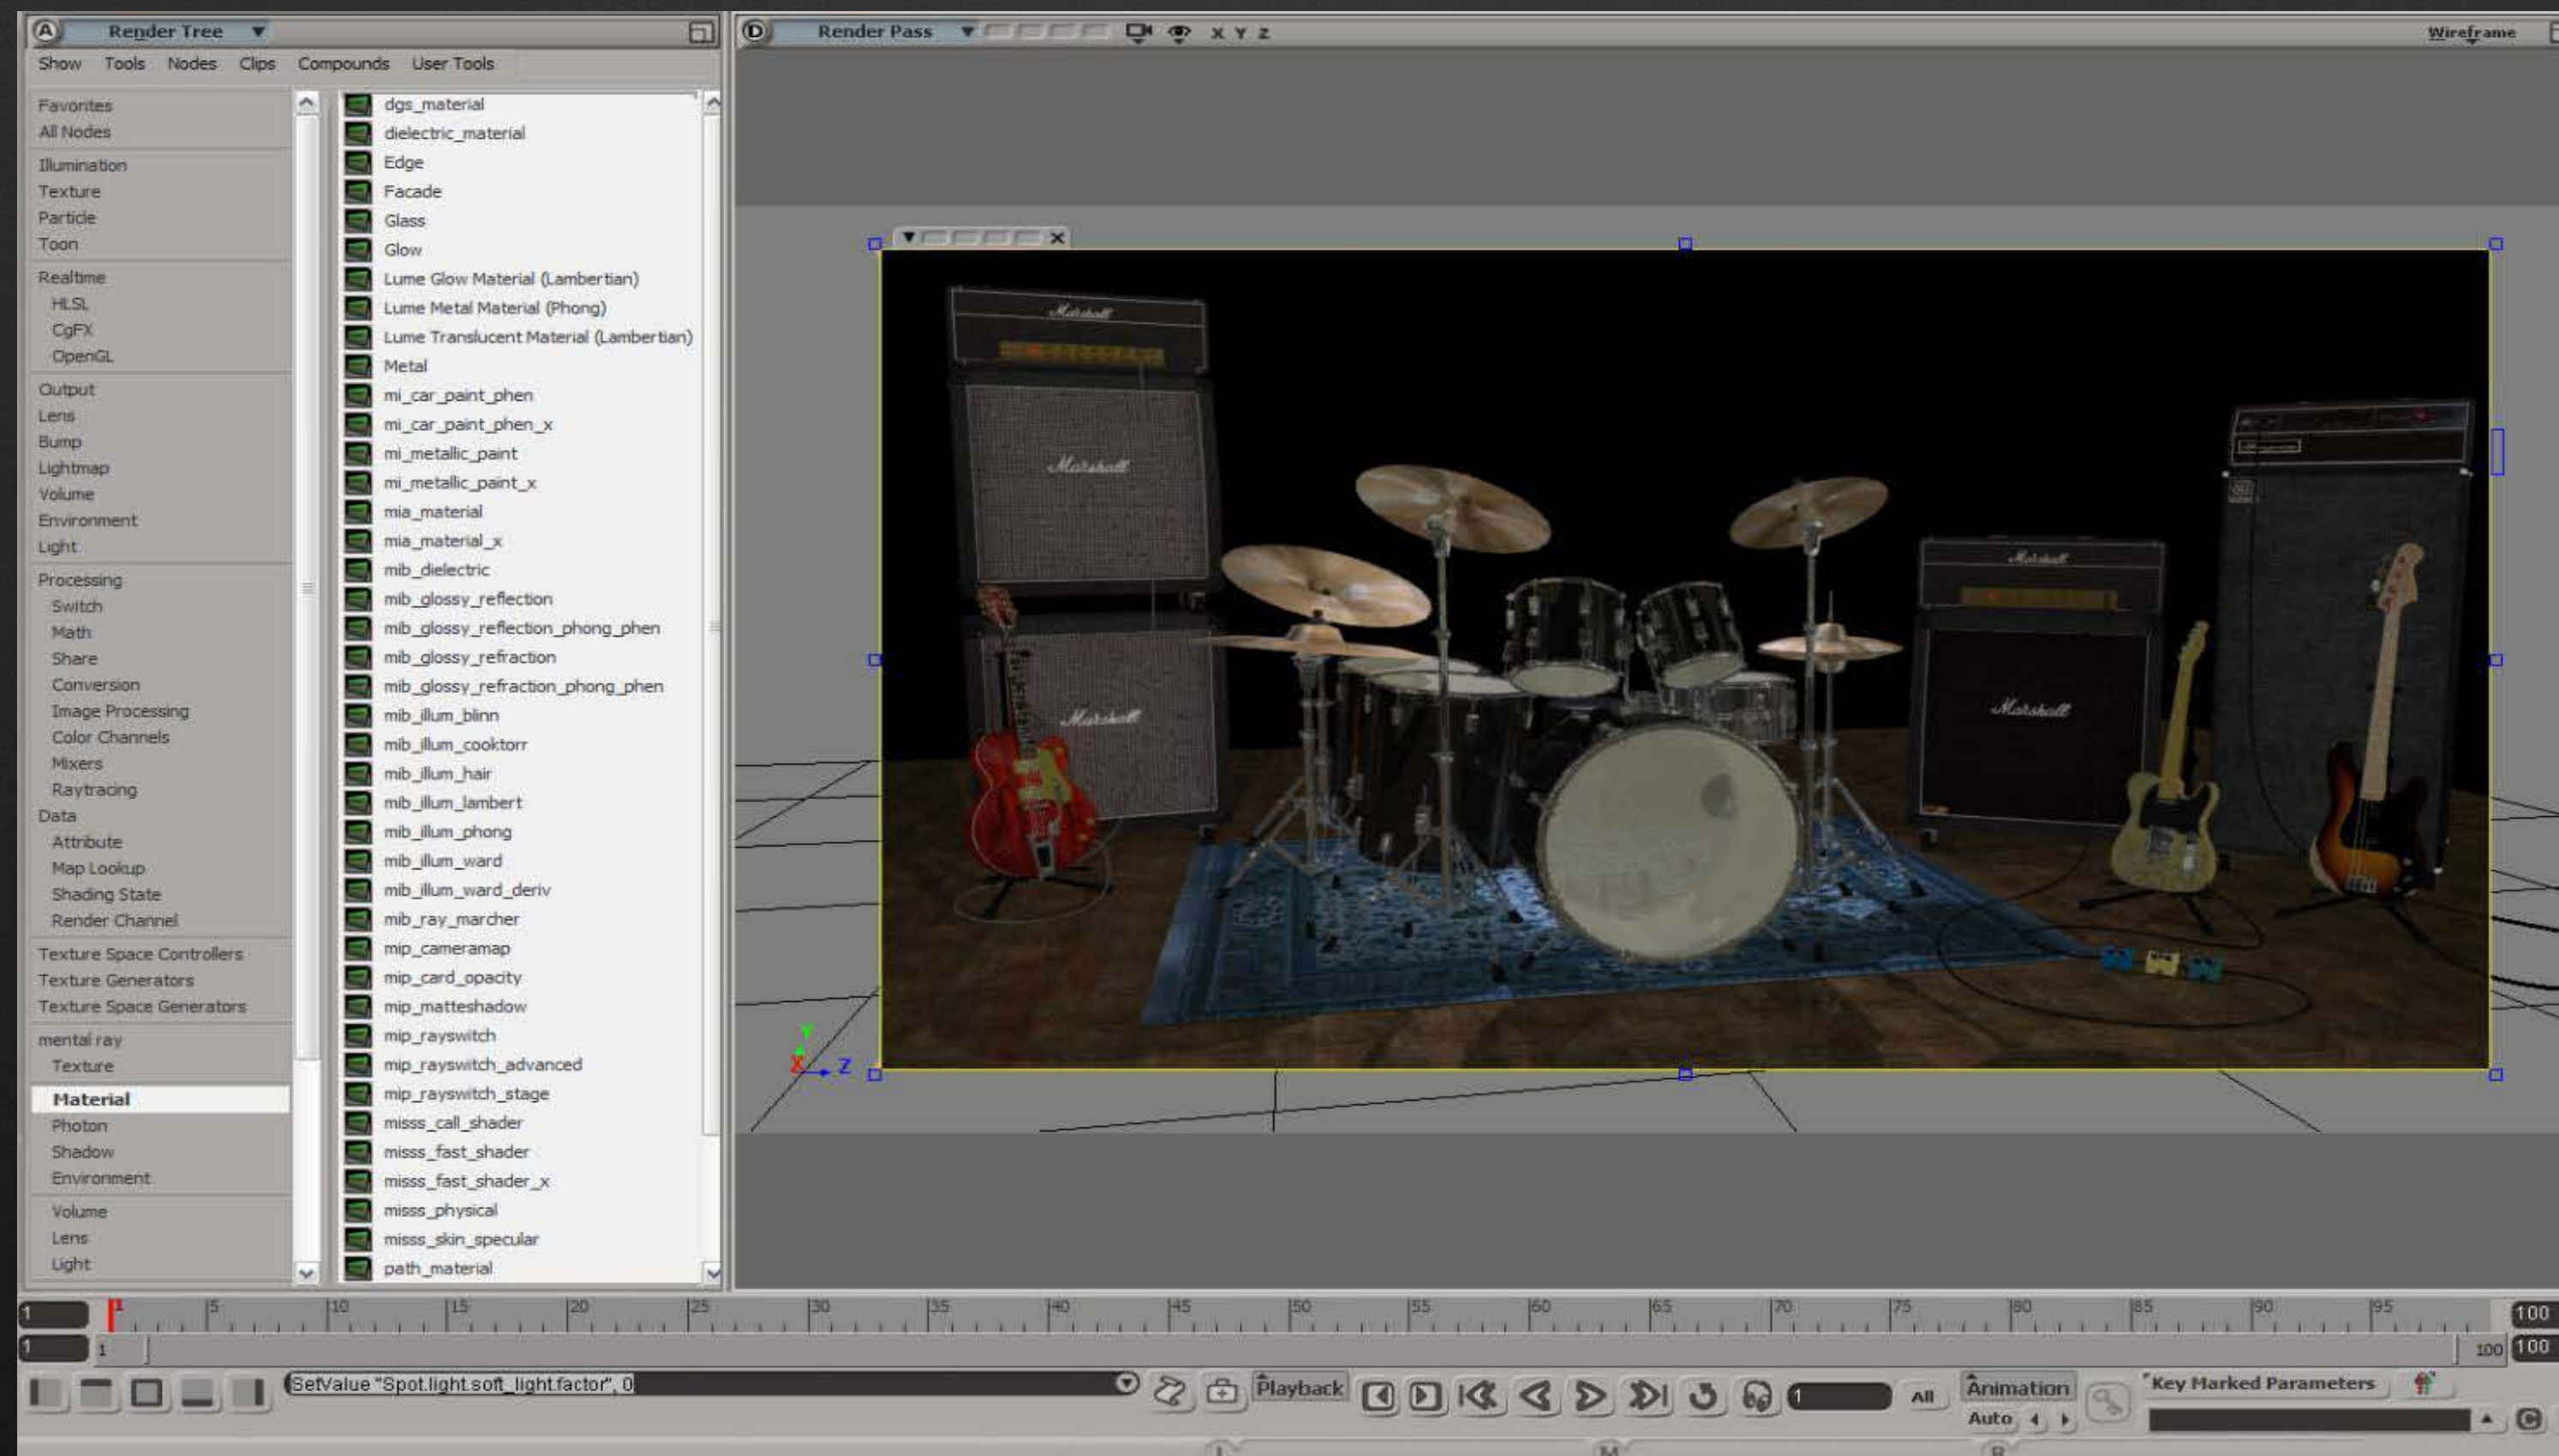 A Render Tree
Show Tools Nodes Clips Compounds User Tools
Favorites
All Nodes
Illumination
Texture
Particle
Toon
Realtime
HLSL
CgFX
OpenGL
Output
Lens
Bump
Lightmap
Volume
Environment
Light
Processing
Switch
Math
Share
Conversion
Image Processing
Color Channels
Mixers
Raytracing
Data
Attribute
Map Lookup
Shading State
Render Channel
Texture Space Controllers
Texture Generators
Texture Space Generators
mental ray
Texture
Material
Photon
Shadow
Environment
Volume
Lens
Light
dgs_material
dielectric_material
Edge
Facade
Glass
Glow
Lume Glow Material (Lambertian)
Lume Metal Material (Phong)
Lume Translucent Material (Lambertian)
Metal
mi_car_paint_phen
mi_car_paint_phen_x
mi_metallic_paint
mi_metallic_paint_x
mia_material
mia_material_x
mib_dielectric
mib_glossy_reflection
mib_glossy_reflection_phong_phen
mib_glossy_refraction
mib_glossy_refraction_phong_phen
mib_illum_blinn
mib_illum_cooktorr
mib_illum_hair
mib_illum_lambert
mib_illum_phong
mib_illum_ward
mib_illum_ward_deriv
mib_ray_marcher
mip_cameramap
mip_card_opacity
mip_matteshadow
mip_rayswitch
mip_rayswitch_advanced
mip_rayswitch_stage
misss_call_shader
misss_fast_shader
misss_fast_shader_x
misss_physical
misss_skin_specular
path_material
D Render Pass X Y Z Wireframe
Marshall
Marshall
Marshall
Marshall
Marshall
Y
X Z
1 1 5 10 15 20 25 30 35 40 45 50 55 60 65 70 75 80 85 90 95 100
1 1 100 100
SetValue "Spot.light.soft_light.factor", 0
Playback
1
All
Animation
Auto
Key Marked Parameters
C
L M R